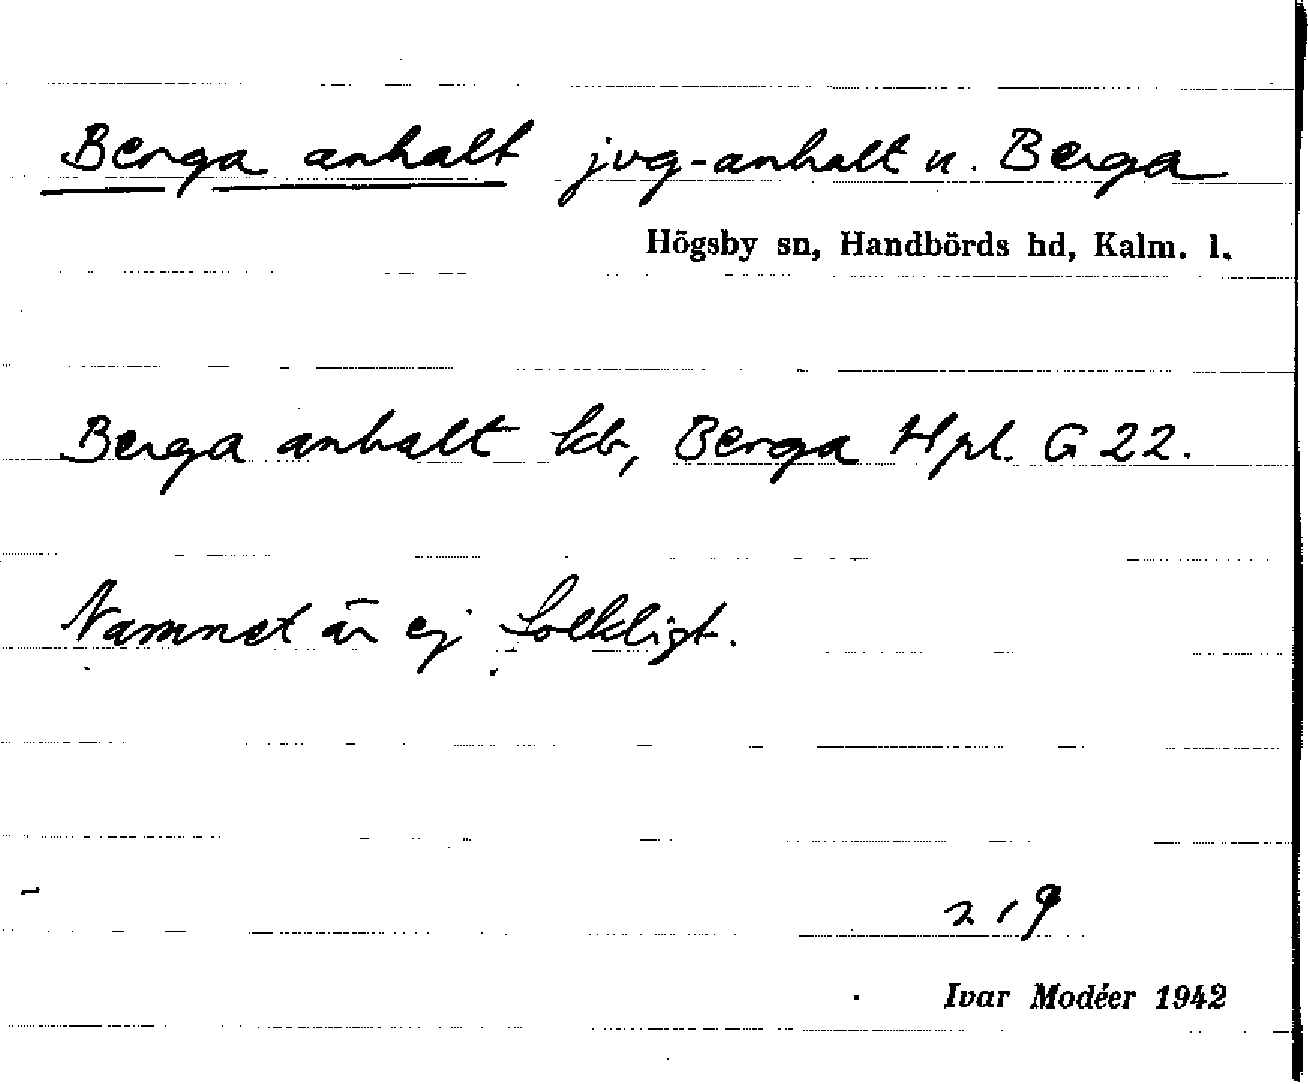 Berga anhalt jvg-anhalt u. Berga
Högsby sn, Handbörds hd, Kalm. l.
Berga anhalt kb, Berga Hpl. G 22.
Namnet är ej folkligt.
219
Ivar Modéer 1942